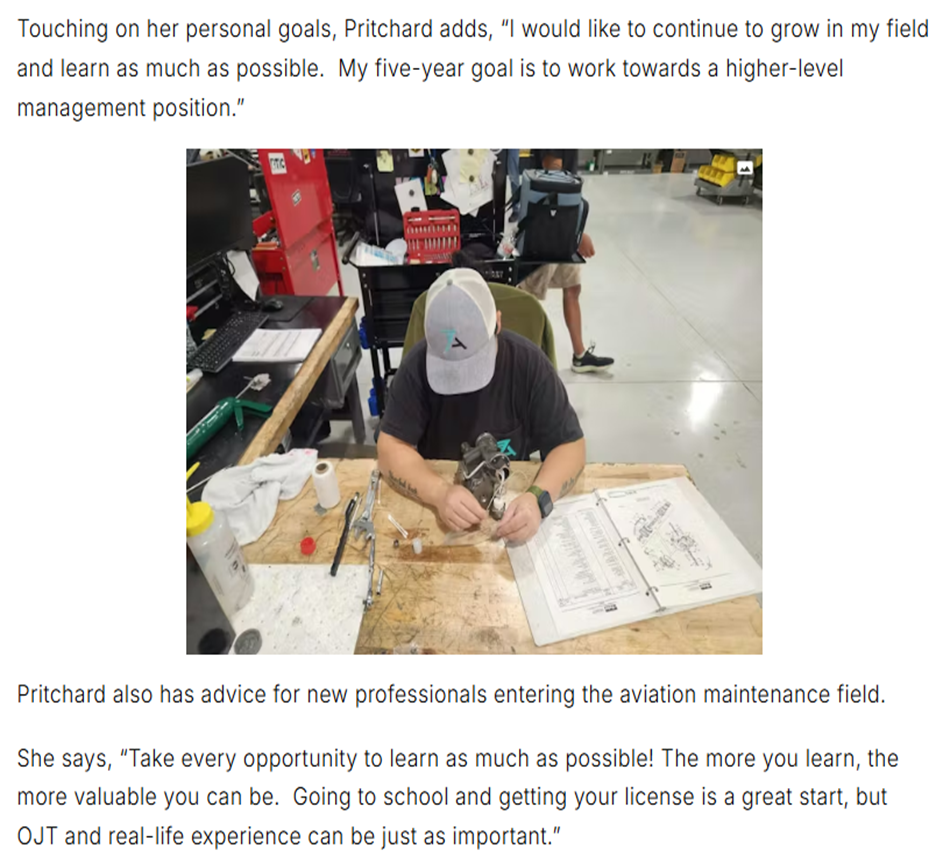 Touching on her personal goals, Pritchard adds, “I would like to continue to grow in my field
and learn as much as possible.  My five-year goal is to work towards a higher-level
management position.”
Pritchard also has advice for new professionals entering the aviation maintenance field.
She says, “Take every opportunity to learn as much as possible! The more you learn, the
more valuable you can be.  Going to school and getting your license is a great start, but
OJT and real-life experience can be just as important.”